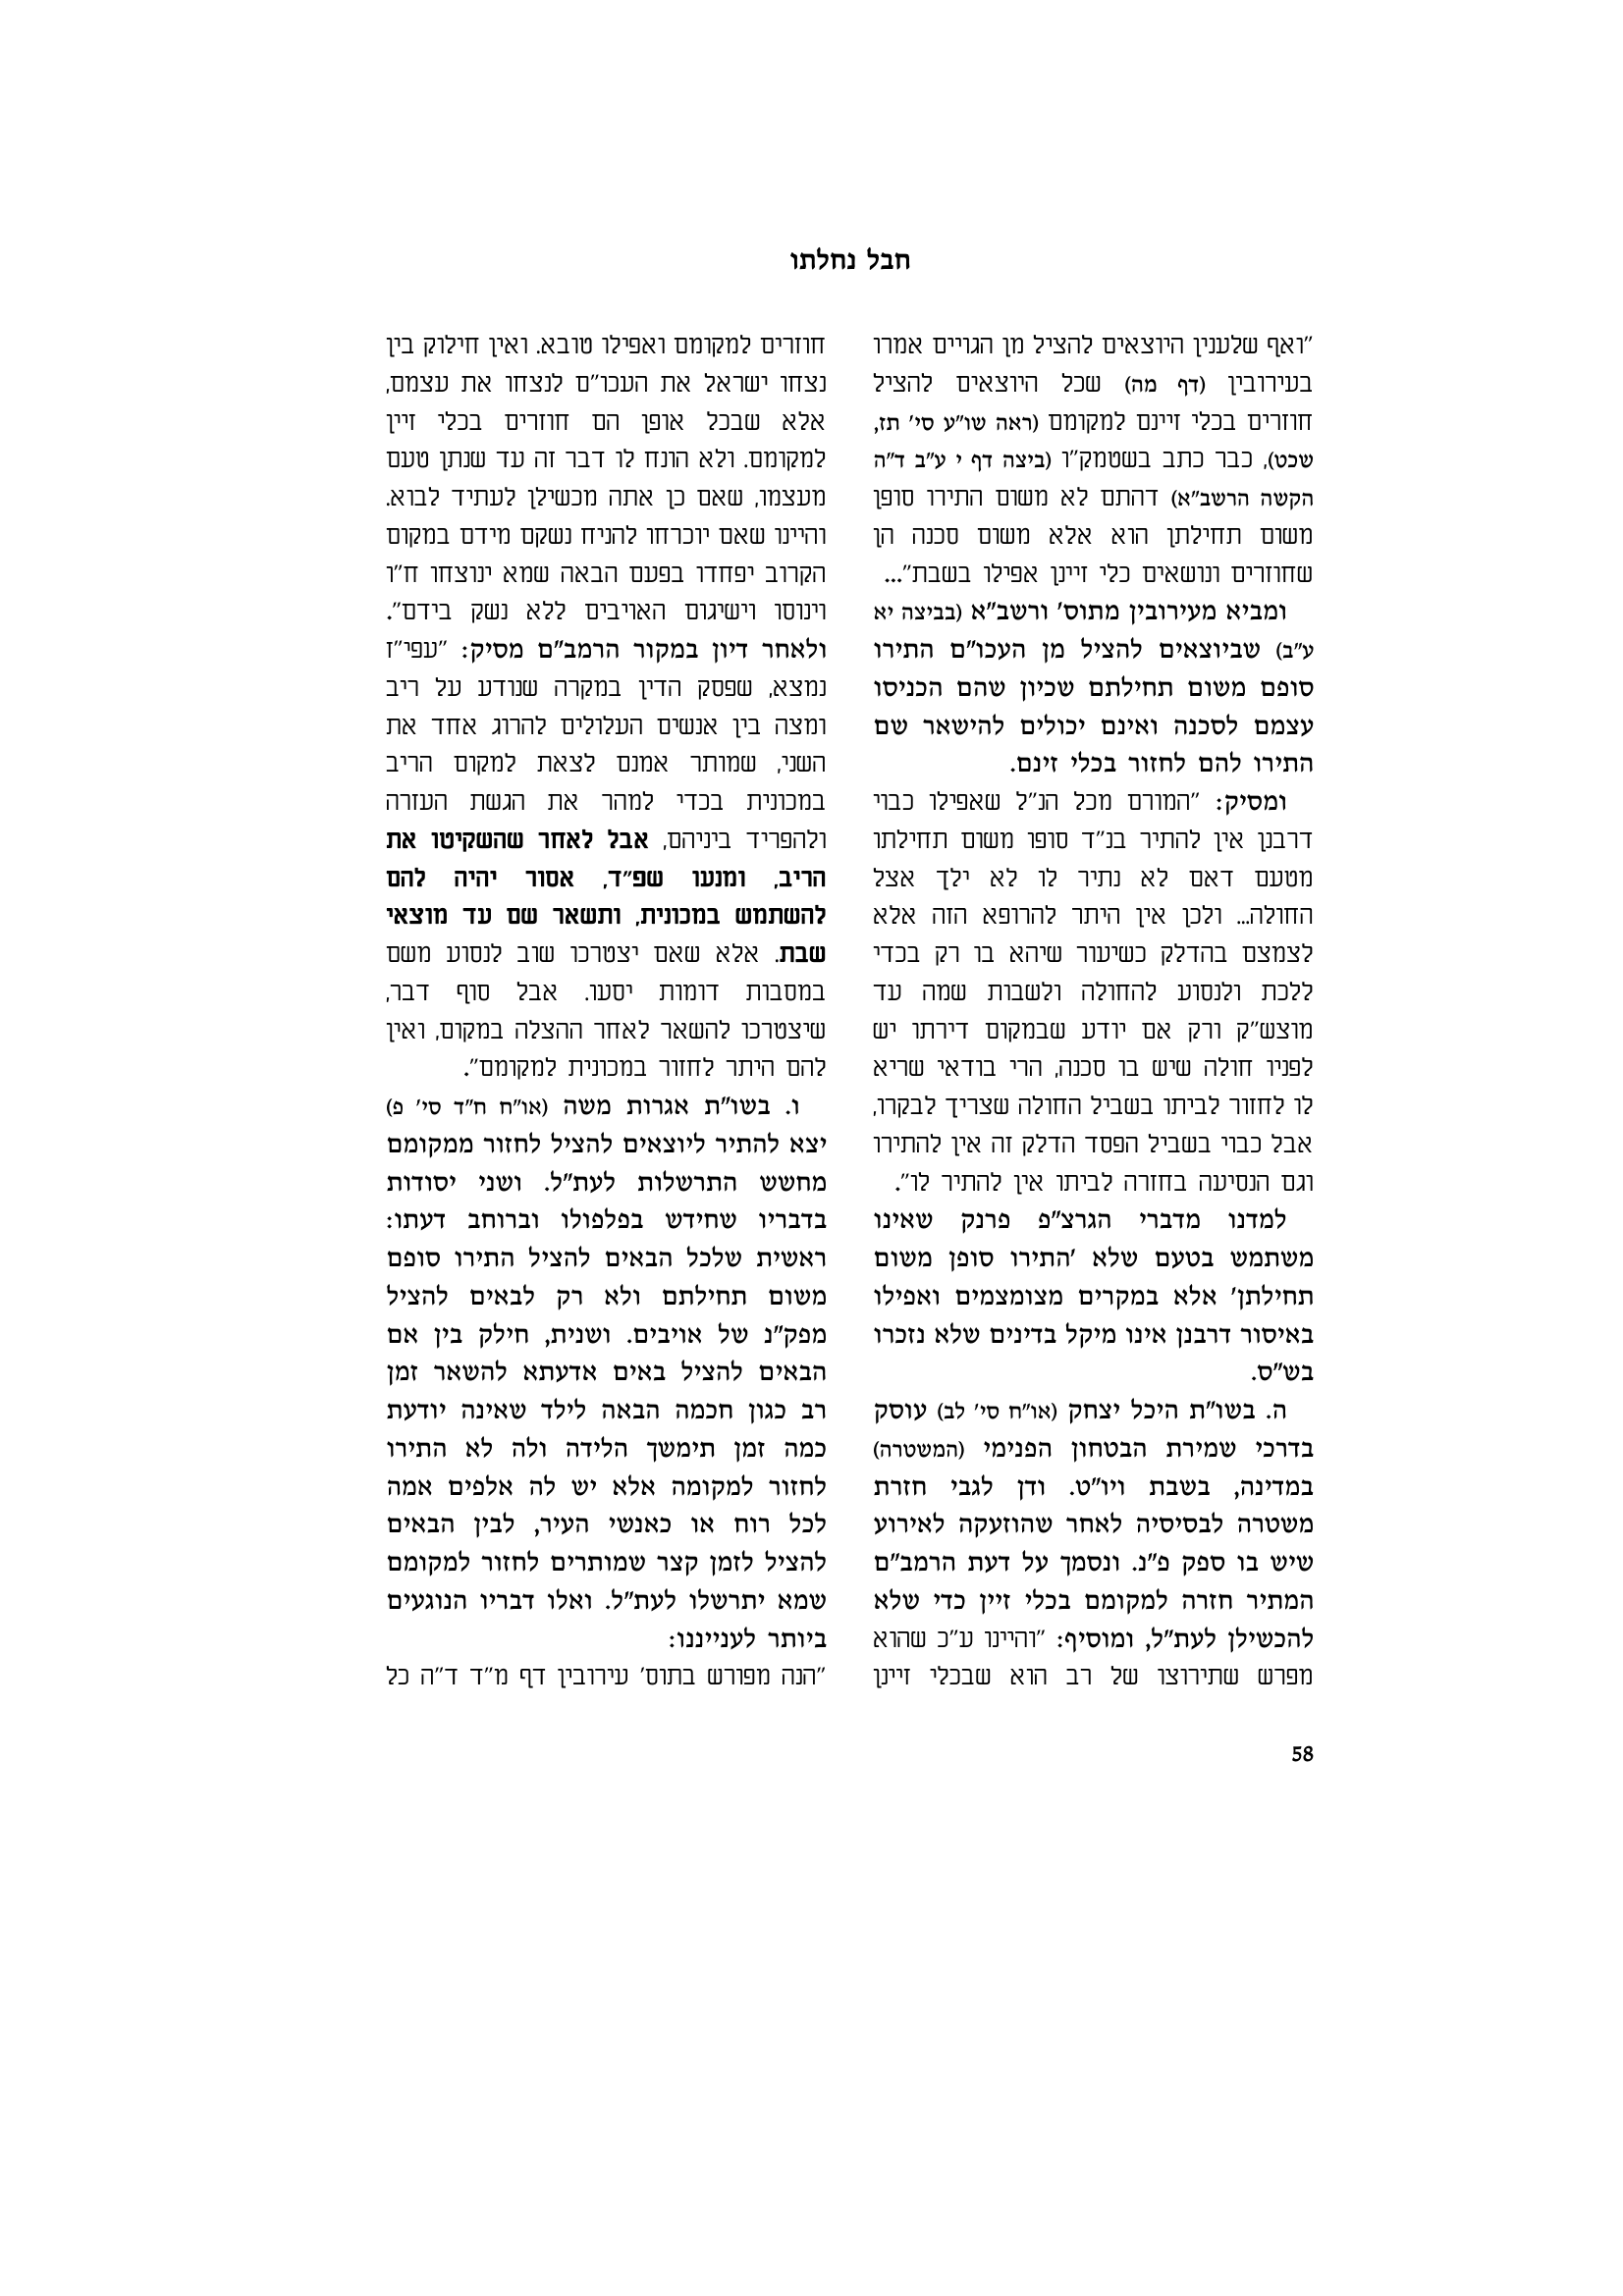 חבל נחלתו
"ואף שלענין היוצאים להציל מן הגויים אמרו
בעירובין (דף מה) שכל היוצאים להציל
חוזרים בכלי זיינם למקומם (ראה שו"ע סי' תז,
שכט), כבר כתב בשטמק"ו (ביצה דף י ע"ב ד"ה
הקשה הרשב"א) דהתם לא משום התירו סופן
משום תחילתן הוא אלא משום סכנה הן
שחוזרים ונושאים כלי זיינן אפילו בשבת"...
ומביא מעירובין מתוס' ורשב"א (בביצה יא
ע"ב) שביוצאים להציל מן העכו"ם התירו
סופם משום תחילתם שכיון שהם הכניסו
עצמם לסכנה ואינם יכולים להישאר שם
התירו להם לחזור בכלי זינם.
ומסיק: "המורם מכל הנ"ל שאפילו כבוי
דרבנן אין להתיר בנ"ד סופו משום תחילתו
מטעם דאם לא נתיר לו לא ילך אצל
החולה... ולכן אין היתר להרופא הזה אלא
לצמצם בהדלק כשיעור שיהא בו רק בכדי
ללכת ולנסוע להחולה ולשבות שמה עד
מוצש"ק ורק אם יודע שבמקום דירתו יש
לפניו חולה שיש בו סכנה, הרי בודאי שריא
לו לחזור לביתו בשביל החולה שצריך לבקרו,
אבל כבוי בשביל הפסד הדלק זה אין להתירו
וגם הנסיעה בחזרה לביתו אין להתיר לו".
למדנו מדברי הגרצ"פ פרנק שאינו
משתמש בטעם שלא 'התירו סופן משום
תחילתן' אלא במקרים מצומצמים ואפילו
באיסור דרבנן אינו מיקל בדינים שלא נזכרו
בש"ס.
ה. בשו"ת היכל יצחק (או"ח סי' לב) עוסק
בדרכי שמירת הבטחון הפנימי (המשטרה)
במדינה, בשבת ויו"ט. ודן לגבי חזרת
משטרה לבסיסיה לאחר שהוזעקה לאירוע
שיש בו ספק פ"נ. ונסמך על דעת הרמב"ם
המתיר חזרה למקומם בכלי זיין כדי שלא
להכשילן לעת"ל, ומוסיף: "והיינו ע"כ שהוא
מפרש שתירוצו של רב הוא שבכלי זיינן
חוזרים למקומם ואפילו טובא. ואין חילוק בין
נצחו ישראל את העכו"ם לנצחו את עצמם,
אלא שבכל אופן הם חוזרים בכלי זיין
למקומם. ולא הונח לו דבר זה עד שנתן טעם
מעצמו, שאם כן אתה מכשילן לעתיד לבוא.
והיינו שאם יוכרחו להניח נשקם מידם במקום
הקרוב יפחדו בפעם הבאה שמא ינוצחו ח"ו
וינוסו וישיגום האויבים ללא נשק בידם".
ולאחר דיון במקור הרמב"ם מסיק: "עפי"ז
נמצא, שפסק הדין במקרה שנודע על ריב
ומצה בין אנשים העלולים להרוג אחד את
השני, שמותר אמנם לצאת למקום הריב
במכונית בכדי למהר את הגשת העזרה
ולהפריד ביניהם, אבל לאחר שהשקיטו את
הריב, ומנעו שפ"ד, אסור יהיה להם
להשתמש במכונית, ותשאר שם עד מוצאי
שבת. אלא שאם יצטרכו שוב לנסוע משם
במסבות דומות יסעו. אבל סוף דבר,
שיצטרכו להשאר לאחר ההצלה במקום, ואין
להם היתר לחזור במכונית למקומם".
ו. בשו"ת אגרות משה (או"ח ח"ד סי' פ)
יצא להתיר ליוצאים להציל לחזור ממקומם
מחשש התרשלות לעת"ל. ושני יסודות
בדבריו שחידש בפלפולו וברוחב דעתו:
ראשית שלכל הבאים להציל התירו סופם
משום תחילתם ולא רק לבאים להציל
מפק"נ של אויבים. ושנית, חילק בין אם
הבאים להציל באים אדעתא להשאר זמן
רב כגון חכמה הבאה לילד שאינה יודעת
כמה זמן תימשך הלידה ולה לא התירו
לחזור למקומה אלא יש לה אלפים אמה
לכל רוח או כאנשי העיר, לבין הבאים
להציל לזמן קצר שמותרים לחזור למקומם
שמא יתרשלו לעת"ל. ואלו דבריו הנוגעים
ביותר לענייננו:
"הנה מפורש בתוס' עירובין דף מ"ד ד"ה כל
58